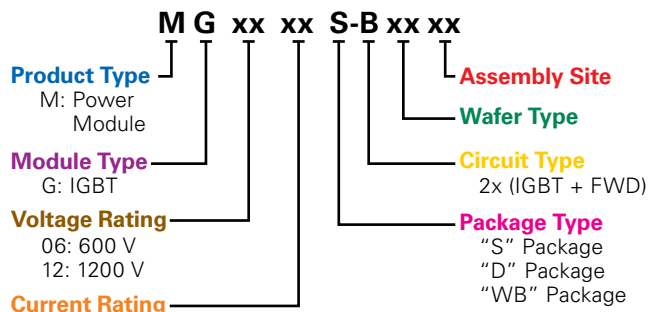 M G xx xx S-B xx xx
Product Type
M: Power
Module
Module Type
G: IGBT
Voltage Rating
06: 600 V
12: 1200 V
Current Rating
Assembly Site
Wafer Type
Circuit Type
2x (IGBT + FWD)
Package Type
“S” Package
“D” Package
“WB” Package